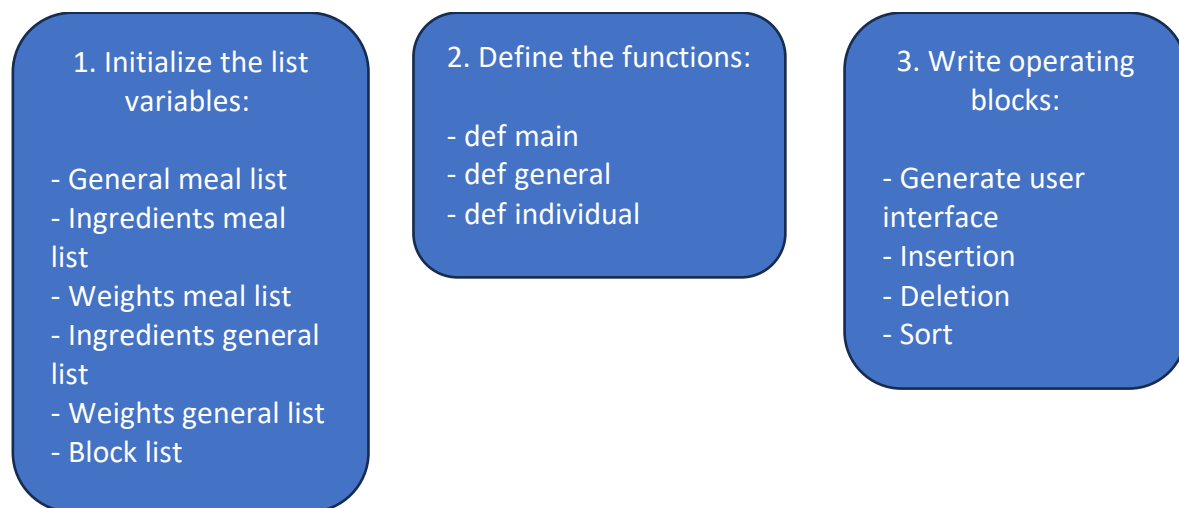 1. Initialize the list
variables:
- General meal list
- Ingredients meal
list
- Weights meal list
- Ingredients general
list
- Weights general list
- Block list
2. Define the functions:
- def main
- def general
- def individual
3. Write operating
blocks:
- Generate user
interface
- Insertion
- Deletion
- Sort